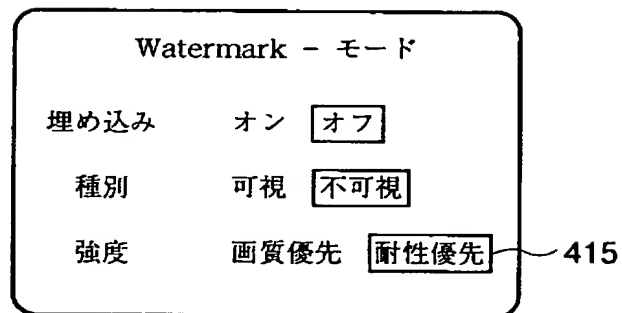 Watermark － モード
埋め込み オン オフ
種別 可視 不可視
強度 画質優先 耐性優先 415